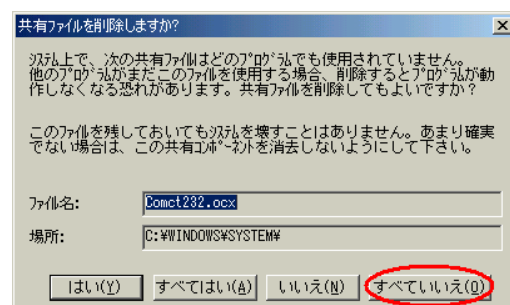 共有ﾌｧｲﾙを削除しますか?
ｼｽﾃﾑ上で、次の共有ﾌｧｲﾙはどのﾌﾟﾛｸﾞﾗﾑでも使用されていません。
他のﾌﾟﾛｸﾞﾗﾑがまだこのﾌｧｲﾙを使用する場合、削除するとﾌﾟﾛｸﾞﾗﾑが動
作しなくなる恐れがあります。共有ﾌｧｲﾙを削除してもよいですか？
このﾌｧｲﾙを残しておいてもｼｽﾃﾑを壊すことはありません。あまり確実
でない場合は、この共有ｺﾝﾎﾟｰﾈﾝﾄを消去しないようにして下さい。
ﾌｧｲﾙ名: Comct232.ocx
場所: C:¥WINDOWS¥SYSTEM¥
はい(Y) すべてはい(A) いいえ(N) すべていいえ(O)